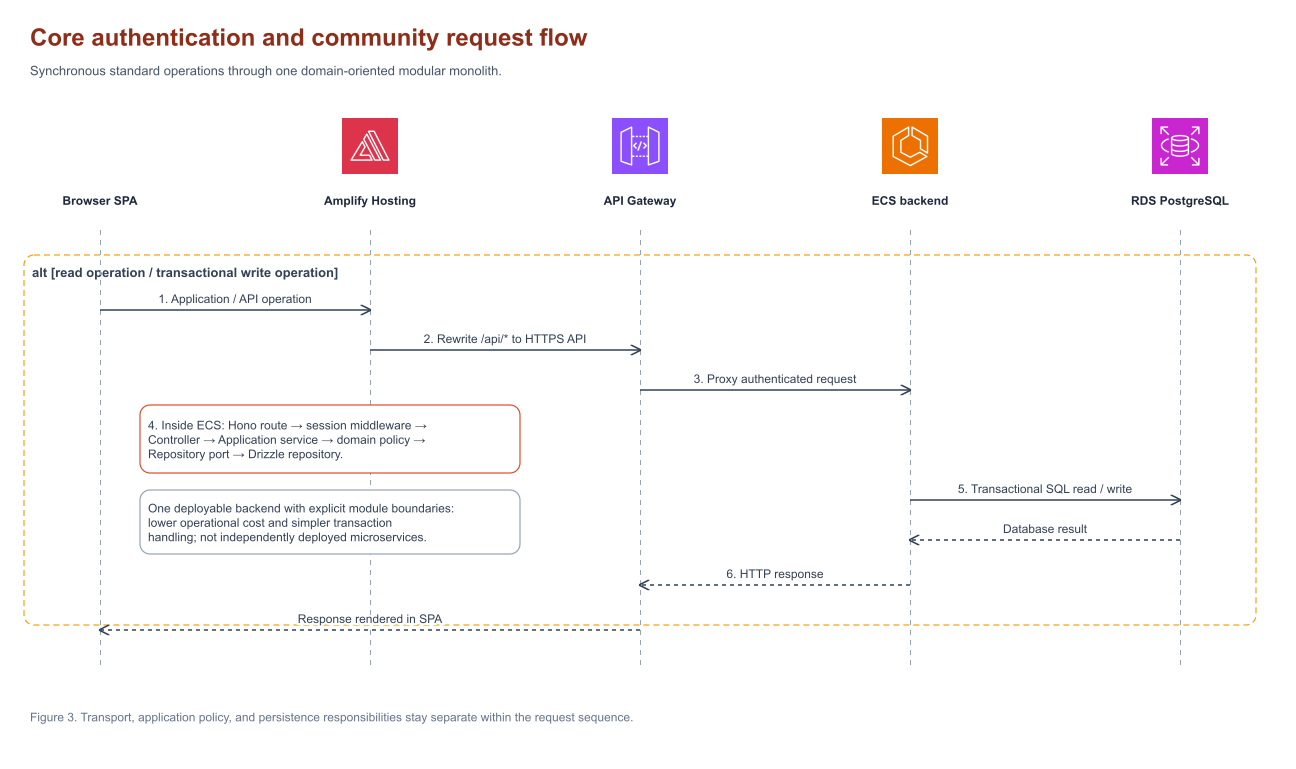 Core authentication and community request flow
Synchronous standard operations through one domain-oriented modular monolith.
Browser SPA
Amplify Hosting
API Gateway
ECS backend
RDS PostgreSQL
alt [read operation / transactional write operation]
1. Application / API operation
2. Rewrite /api/* to HTTPS API
3. Proxy authenticated request
4. Inside ECS: Hono route → session middleware →
Controller → Application service → domain policy →
Repository port → Drizzle repository.
5. Transactional SQL read / write
One deployable backend with explicit module boundaries:
lower operational cost and simpler transaction
handling; not independently deployed microservices.
Database result
6. HTTP response
Response rendered in SPA
Figure 3. Transport, application policy, and persistence responsibilities stay separate within the request sequence.